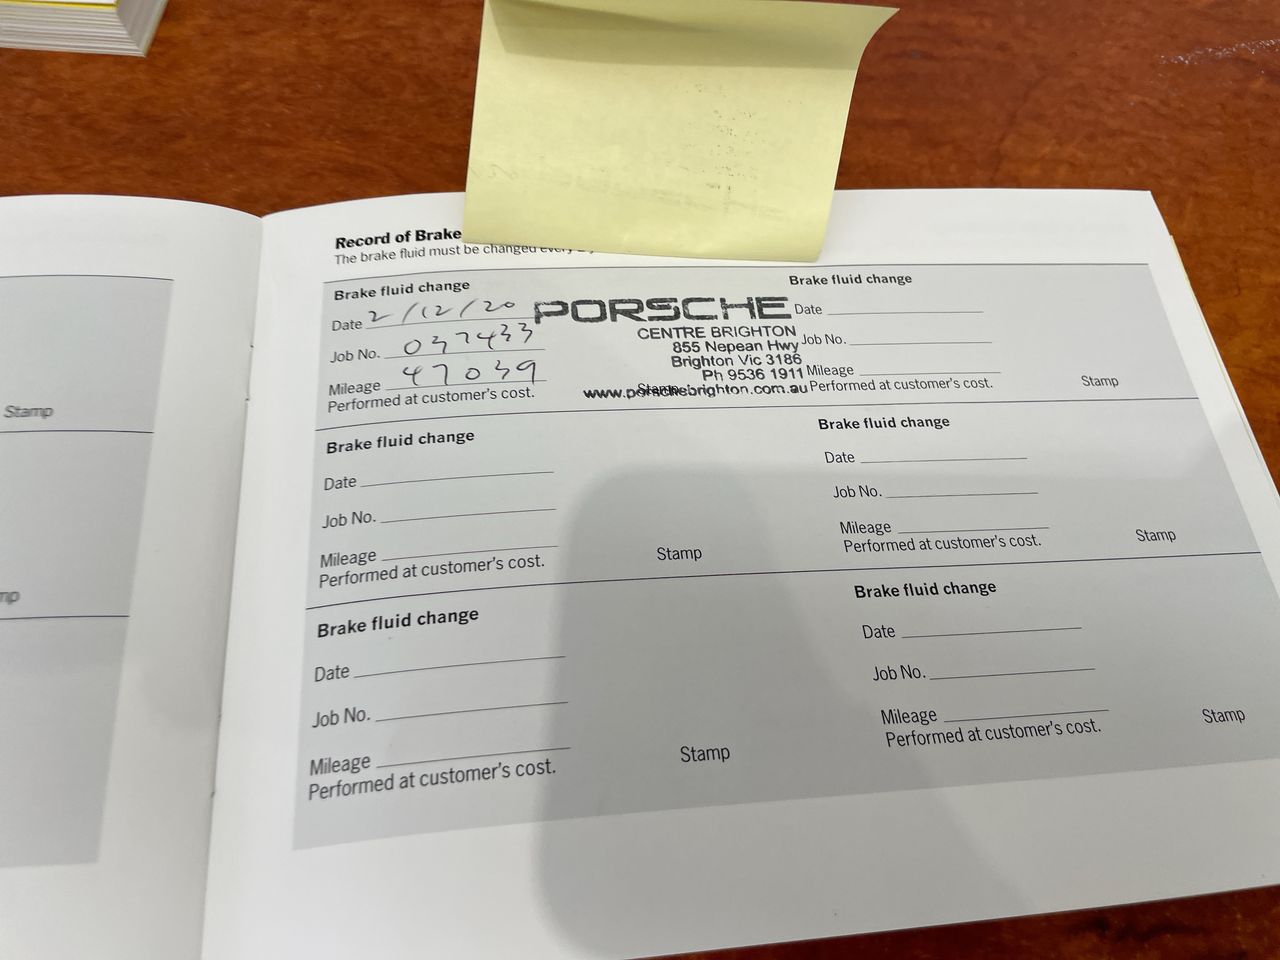 Stamp
Record of Brake
The brake fluid must be changed every 2
Brake fluid change
Date 2/12/20
Job No. 037433
Mileage 47039
Performed at customer's cost.
PORSCHE
CENTRE BRIGHTON
855 Nepean Hwy
Brighton Vic 3186
Ph 9536 1911
www.porschebrighton.com.au
Stamp
Brake fluid change
Date
Job No.
Mileage
Performed at customer's cost.
Stamp
Brake fluid change
Date
Job No.
Mileage
Performed at customer's cost.
Stamp
Brake fluid change
Date
Job No.
Mileage
Performed at customer's cost.
Stamp
Brake fluid change
Date
Job No.
Mileage
Performed at customer's cost.
Stamp
Brake fluid change
Date
Job No.
Mileage
Performed at customer's cost.
Stamp